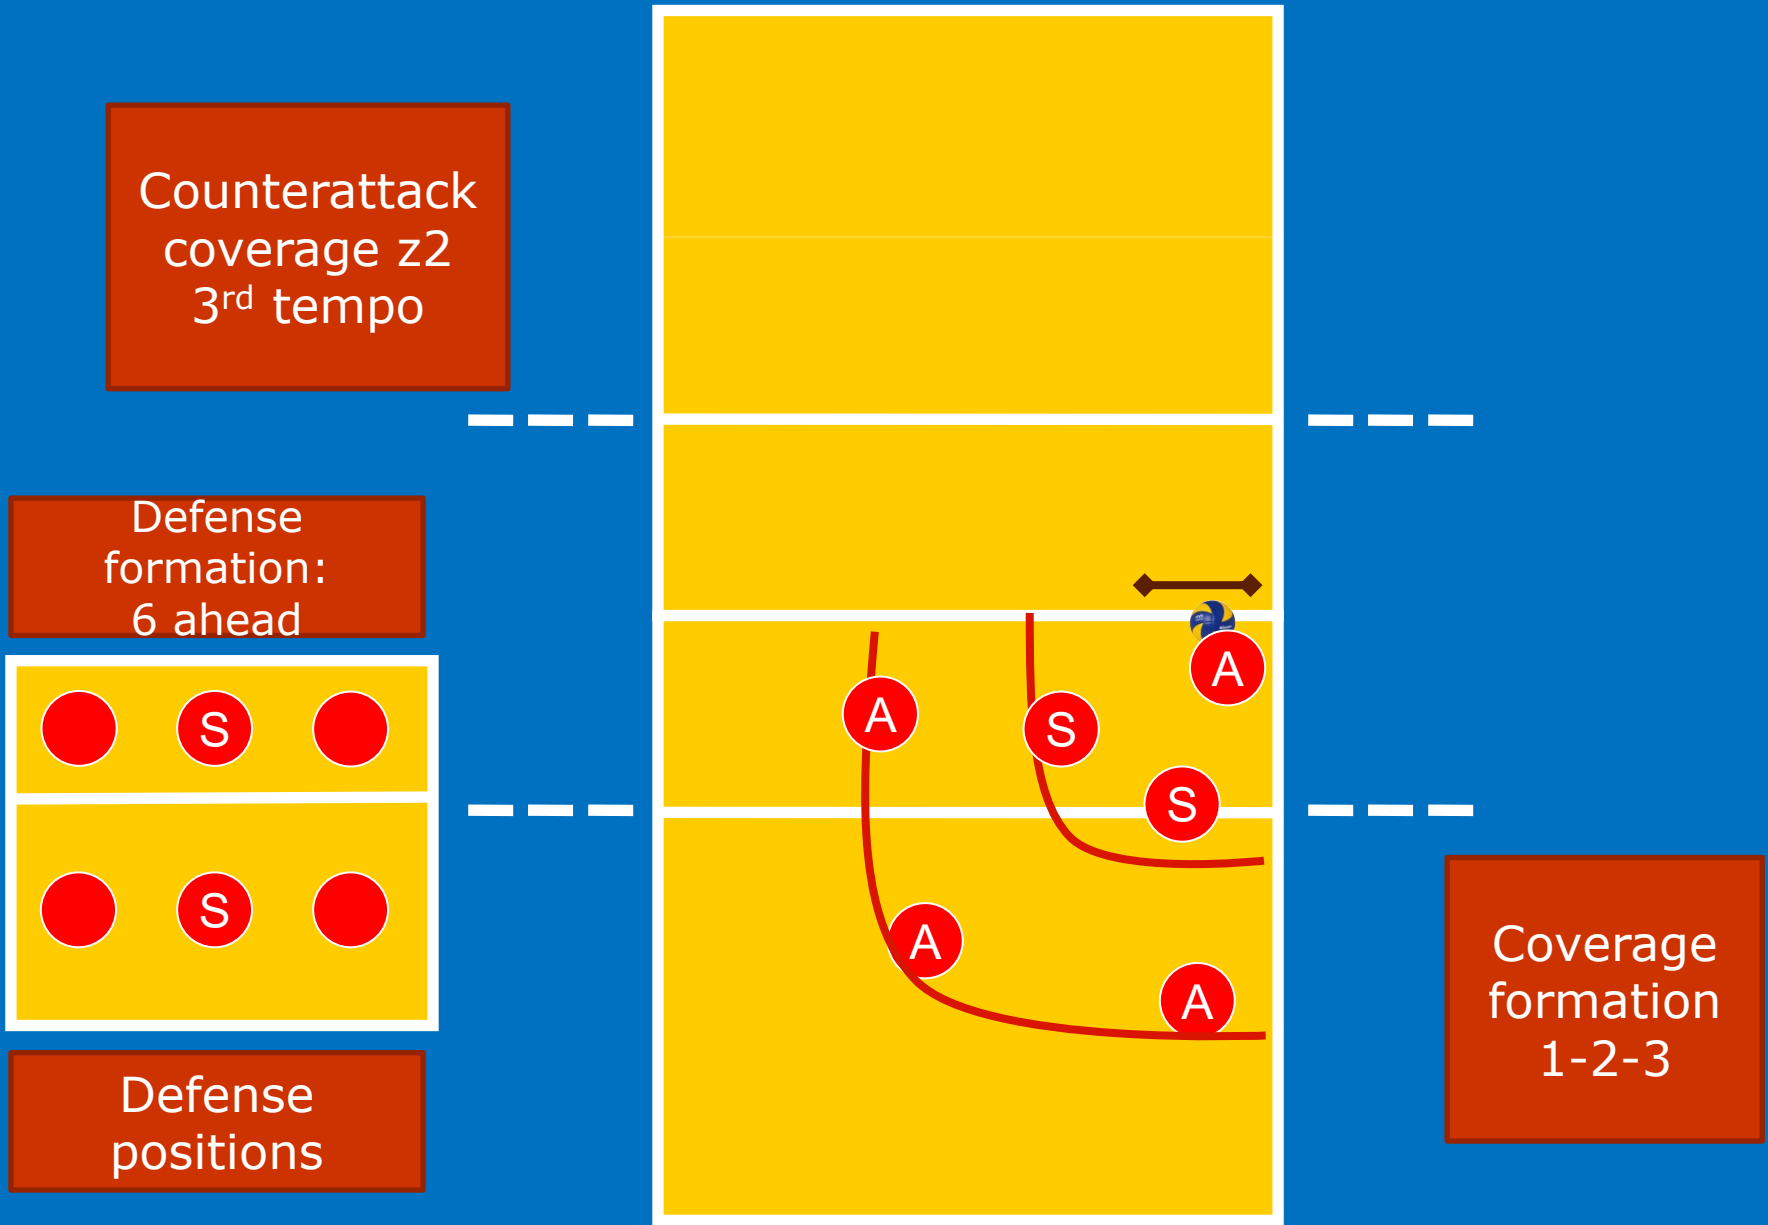 Counterattack
coverage z2
3rd tempo
Defense
formation:
6 ahead
S
S
Defense
positions
A
A
S
S
A
A
Coverage
formation
1-2-3